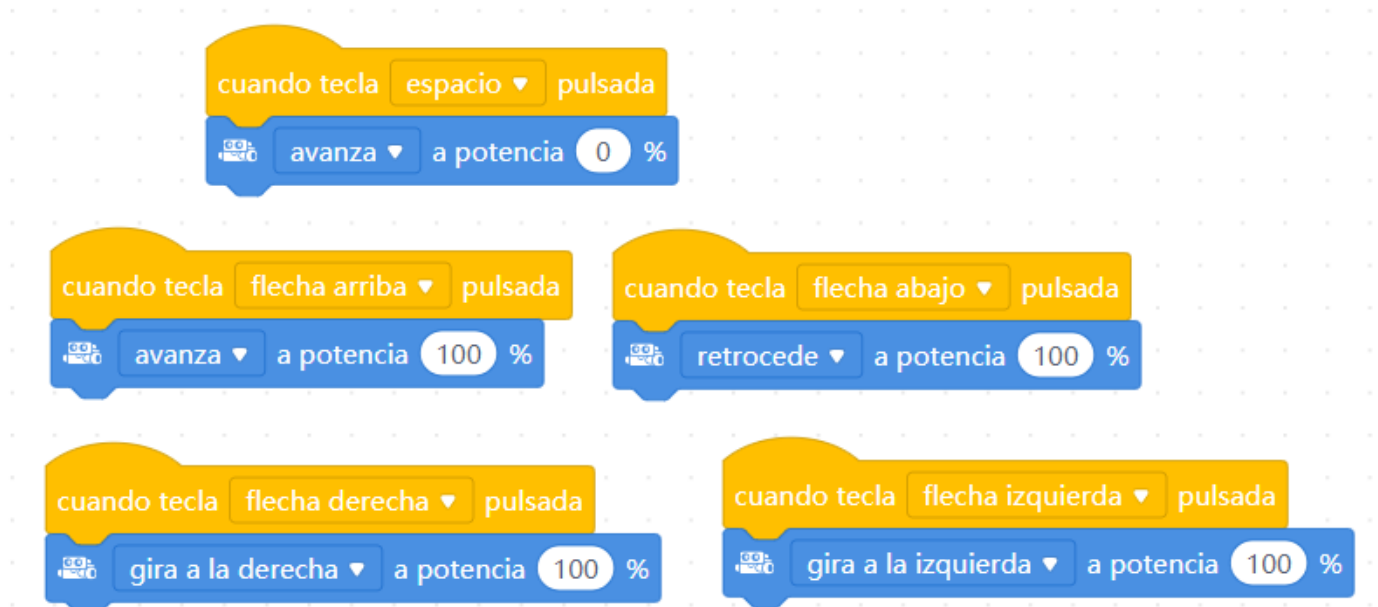 cuando tecla espacio pulsada
avanza a potencia 0 %
cuando tecla flecha arriba pulsada
avanza a potencia 100 %
cuando tecla flecha abajo pulsada
retrocede a potencia 100 %
cuando tecla flecha derecha pulsada
gira a la derecha a potencia 100 %
cuando tecla flecha izquierda pulsada
gira a la izquierda a potencia 100 %